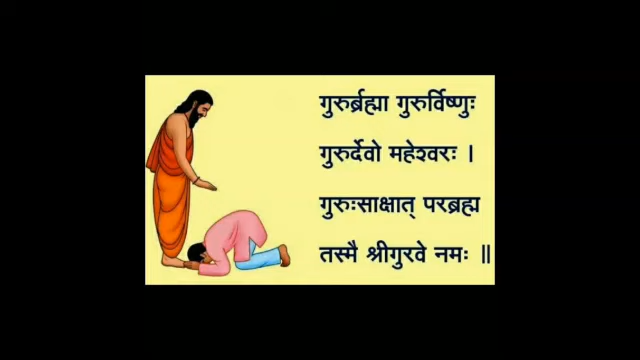 गुरुर्ब्रह्मा गुरुर्विष्णुः
गुरुर्देवो महेश्वरः ।
गुरुःसाक्षात् परब्रह्म
तस्मै श्रीगुरवे नमः ॥